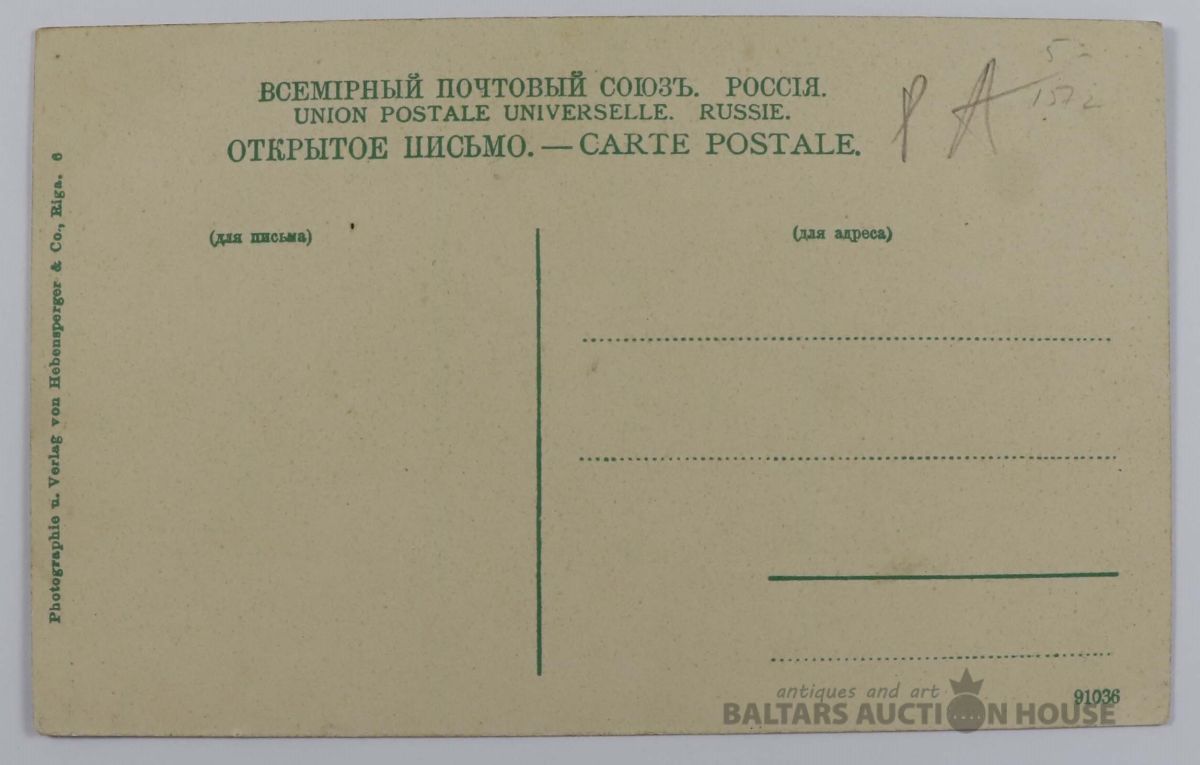 ВСЕМІРНЫЙ ПОЧТОВЫЙ СОЮЗЪ. РОССІЯ.
UNION POSTALE UNIVERSELLE. RUSSIE.
ОТКРЫТОЕ ПИСЬМО. — CARTE POSTALE.
P A
5 =
(для письма)
(для адреса)
Photographie u. Verlag von Hebensperger & Co., Riga. 6
91036
antiques and art
BALTARS AUCTION HOUSE